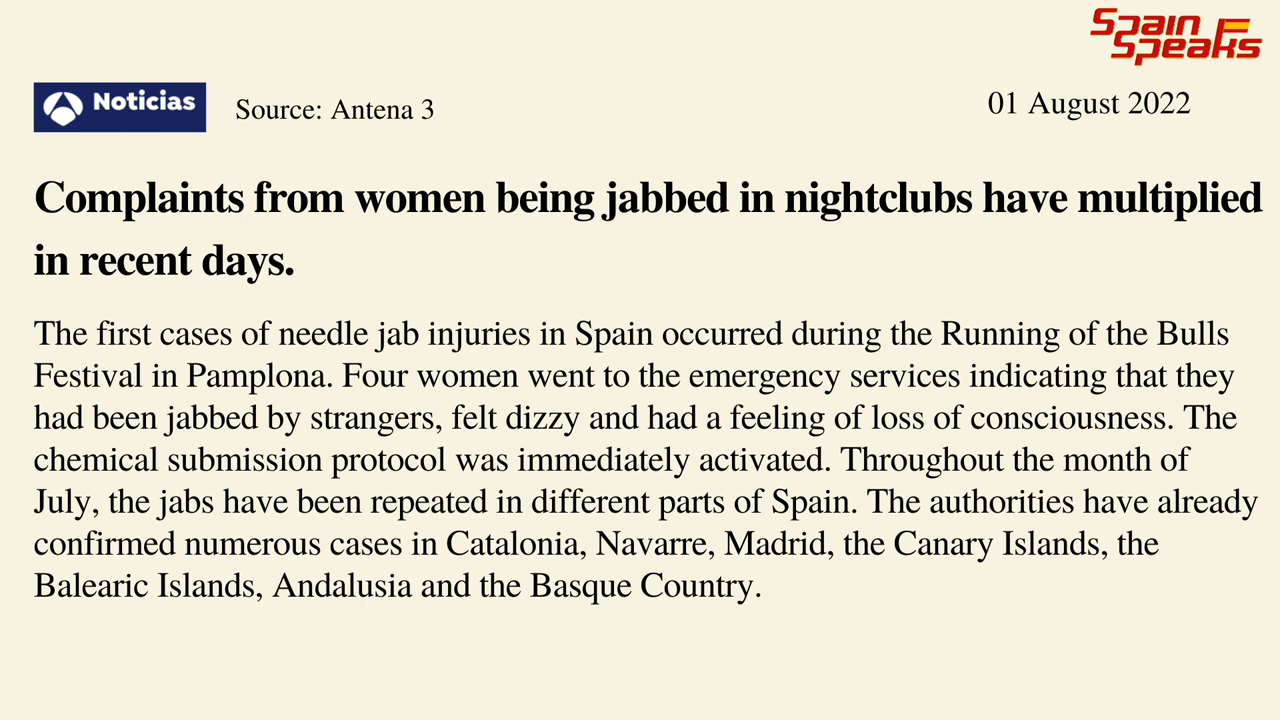 Spain
Speaks
Noticias
Source: Antena 3
01 August 2022
Complaints from women being jabbed in nightclubs have multiplied
in recent days.
The first cases of needle jab injuries in Spain occurred during the Running of the Bulls
Festival in Pamplona. Four women went to the emergency services indicating that they
had been jabbed by strangers, felt dizzy and had a feeling of loss of consciousness. The
chemical submission protocol was immediately activated. Throughout the month of
July, the jabs have been repeated in different parts of Spain. The authorities have already
confirmed numerous cases in Catalonia, Navarre, Madrid, the Canary Islands, the
Balearic Islands, Andalusia and the Basque Country.